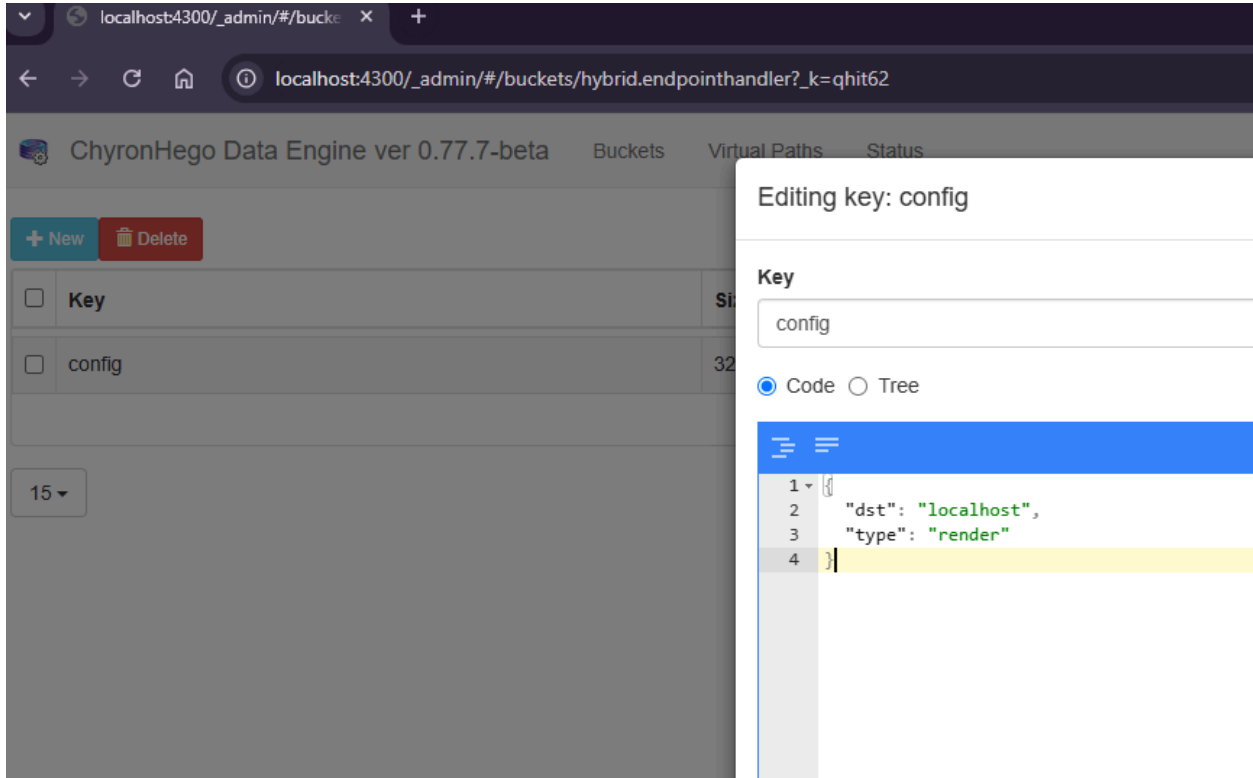 localhost:4300/_admin/#/bucke
localhost:4300/_admin/#/buckets/hybrid.endpointhandler?_k=qhit62
ChyronHego Data Engine ver 0.77.7-beta Buckets Virtual Paths Status
Editing key: config
New Delete
Key
Key Si
config
config 32
Code Tree
15
1 {
2 "dst": "localhost",
3 "type": "render"
4 }